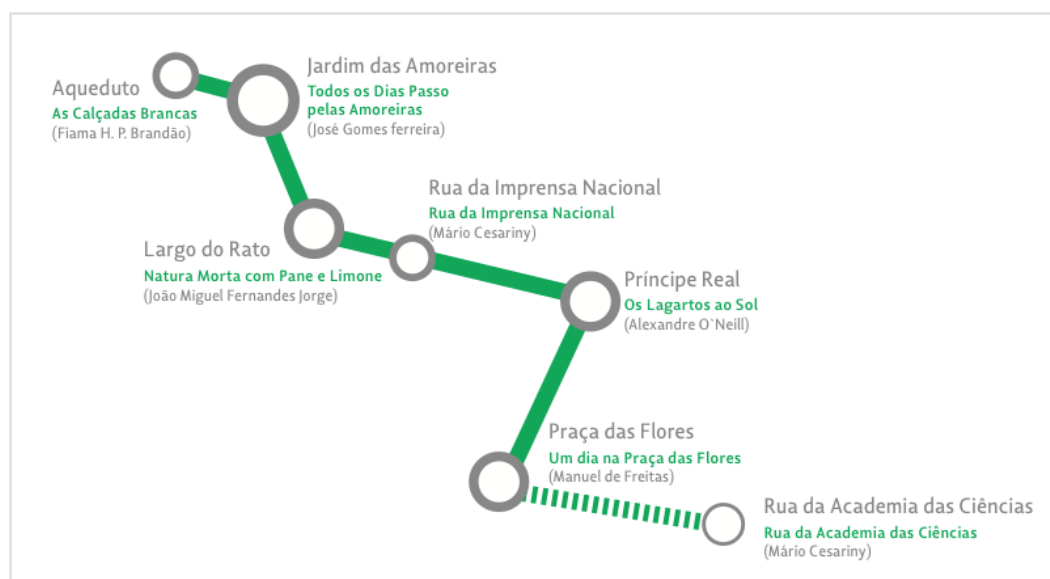 Aqueduto
As Calçadas Brancas
(Fiama H. P. Brandão)
Jardim das Amoreiras
Todos os Dias Passo
pelas Amoreiras
(José Gomes ferreira)
Largo do Rato
Natura Morta com Pane e Limone
(João Miguel Fernandes Jorge)
Rua da Imprensa Nacional
Rua da Imprensa Nacional
(Mário Cesariny)
Príncipe Real
Os Lagartos ao Sol
(Alexandre O`Neill)
Praça das Flores
Um dia na Praça das Flores
(Manuel de Freitas)
Rua da Academia das Ciências
Rua da Academia das Ciências
(Mário Cesariny)